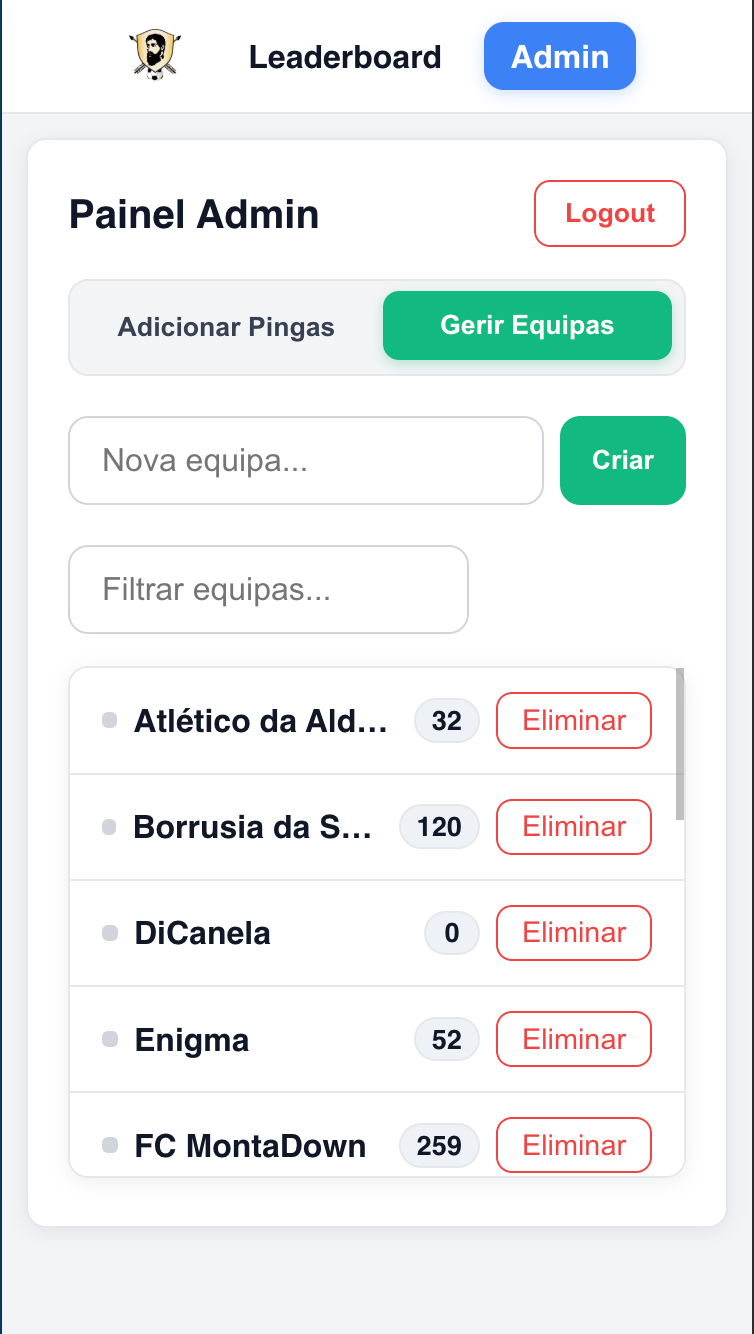 Leaderboard
Admin
Painel Admin
Logout
Adicionar Pingas
Gerir Equipas
Nova equipa...
Criar
Filtrar equipas...
Atlético da Ald... 32 Eliminar
Borrusia da S... 120 Eliminar
DiCanela 0 Eliminar
Enigma 52 Eliminar
FC MontaDown 259 Eliminar